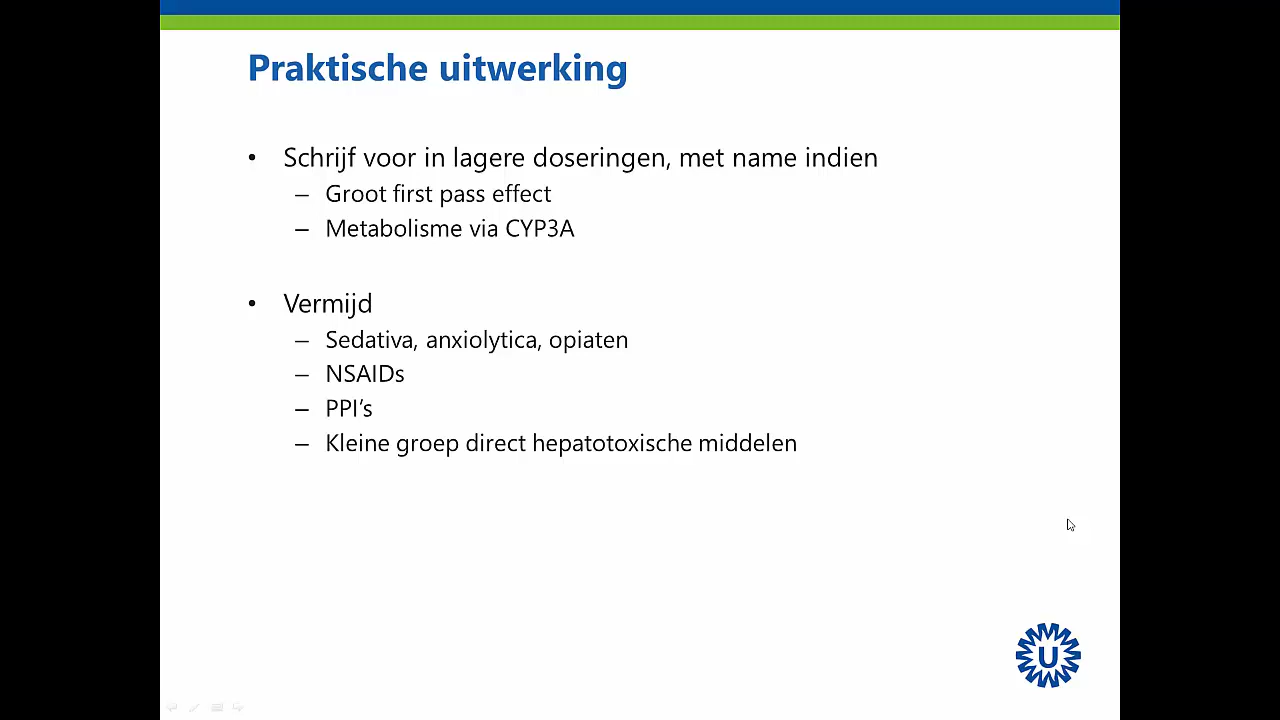 Praktische uitwerking
• Schrijf voor in lagere doseringen, met name indien
– Groot first pass effect
– Metabolisme via CYP3A
• Vermijd
– Sedativa, anxiolytica, opiaten
– NSAIDs
– PPI's
– Kleine groep direct hepatotoxische middelen
U